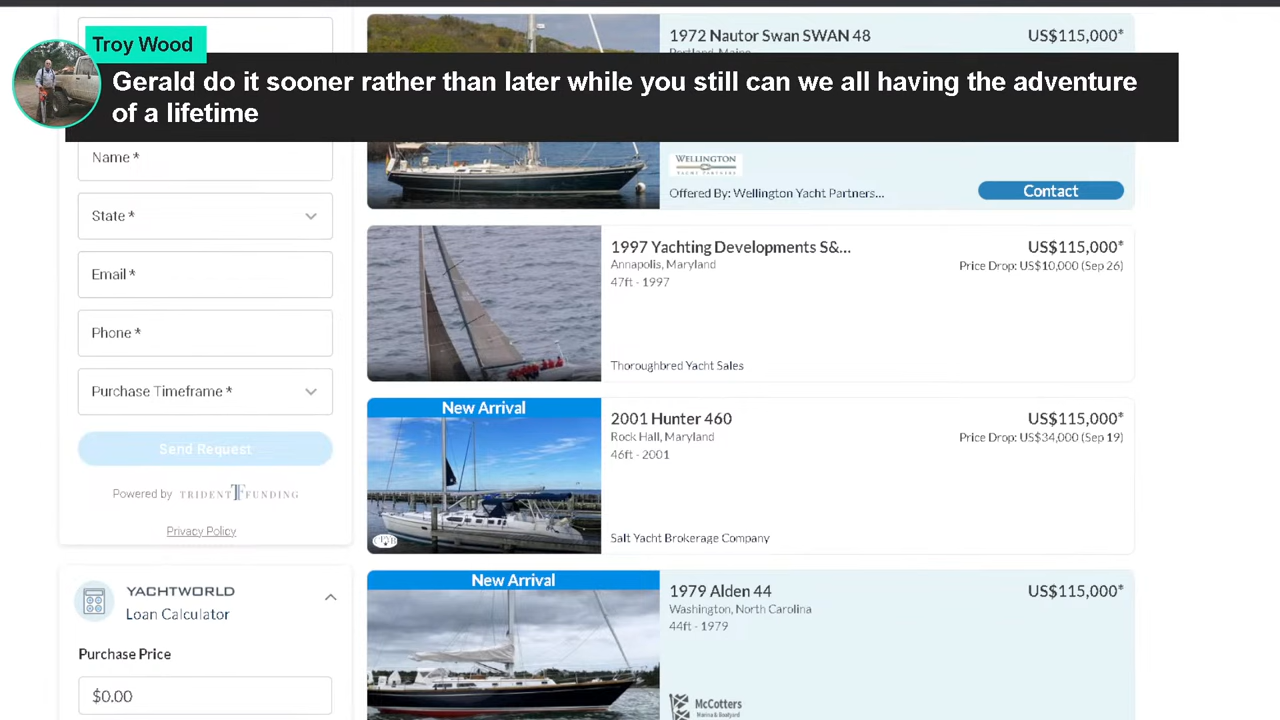 Troy Wood
Gerald do it sooner rather than later while you still can we all having the adventure
of a lifetime
Name *
State *
Email *
Phone *
Purchase Timeframe *
Send Request
Powered by TRIDENT FUNDING
Privacy Policy
YACHTWORLD
Loan Calculator
Purchase Price
$0.00
1972 Nautor Swan SWAN 48
US$115,000*
Portland, Maine
WELLINGTON
YACHT PARTNERS
Offered By: Wellington Yacht Partners...
Contact
1997 Yachting Developments S&...
US$115,000*
Annapolis, Maryland
Price Drop: US$10,000 (Sep 26)
47ft - 1997
Thoroughbred Yacht Sales
New Arrival
2001 Hunter 460
US$115,000*
Rock Hall, Maryland
Price Drop: US$34,000 (Sep 19)
46ft - 2001
Salt Yacht Brokerage Company
New Arrival
1979 Alden 44
US$115,000*
Washington, North Carolina
44ft - 1979
McCotters
Marina & Boatyard